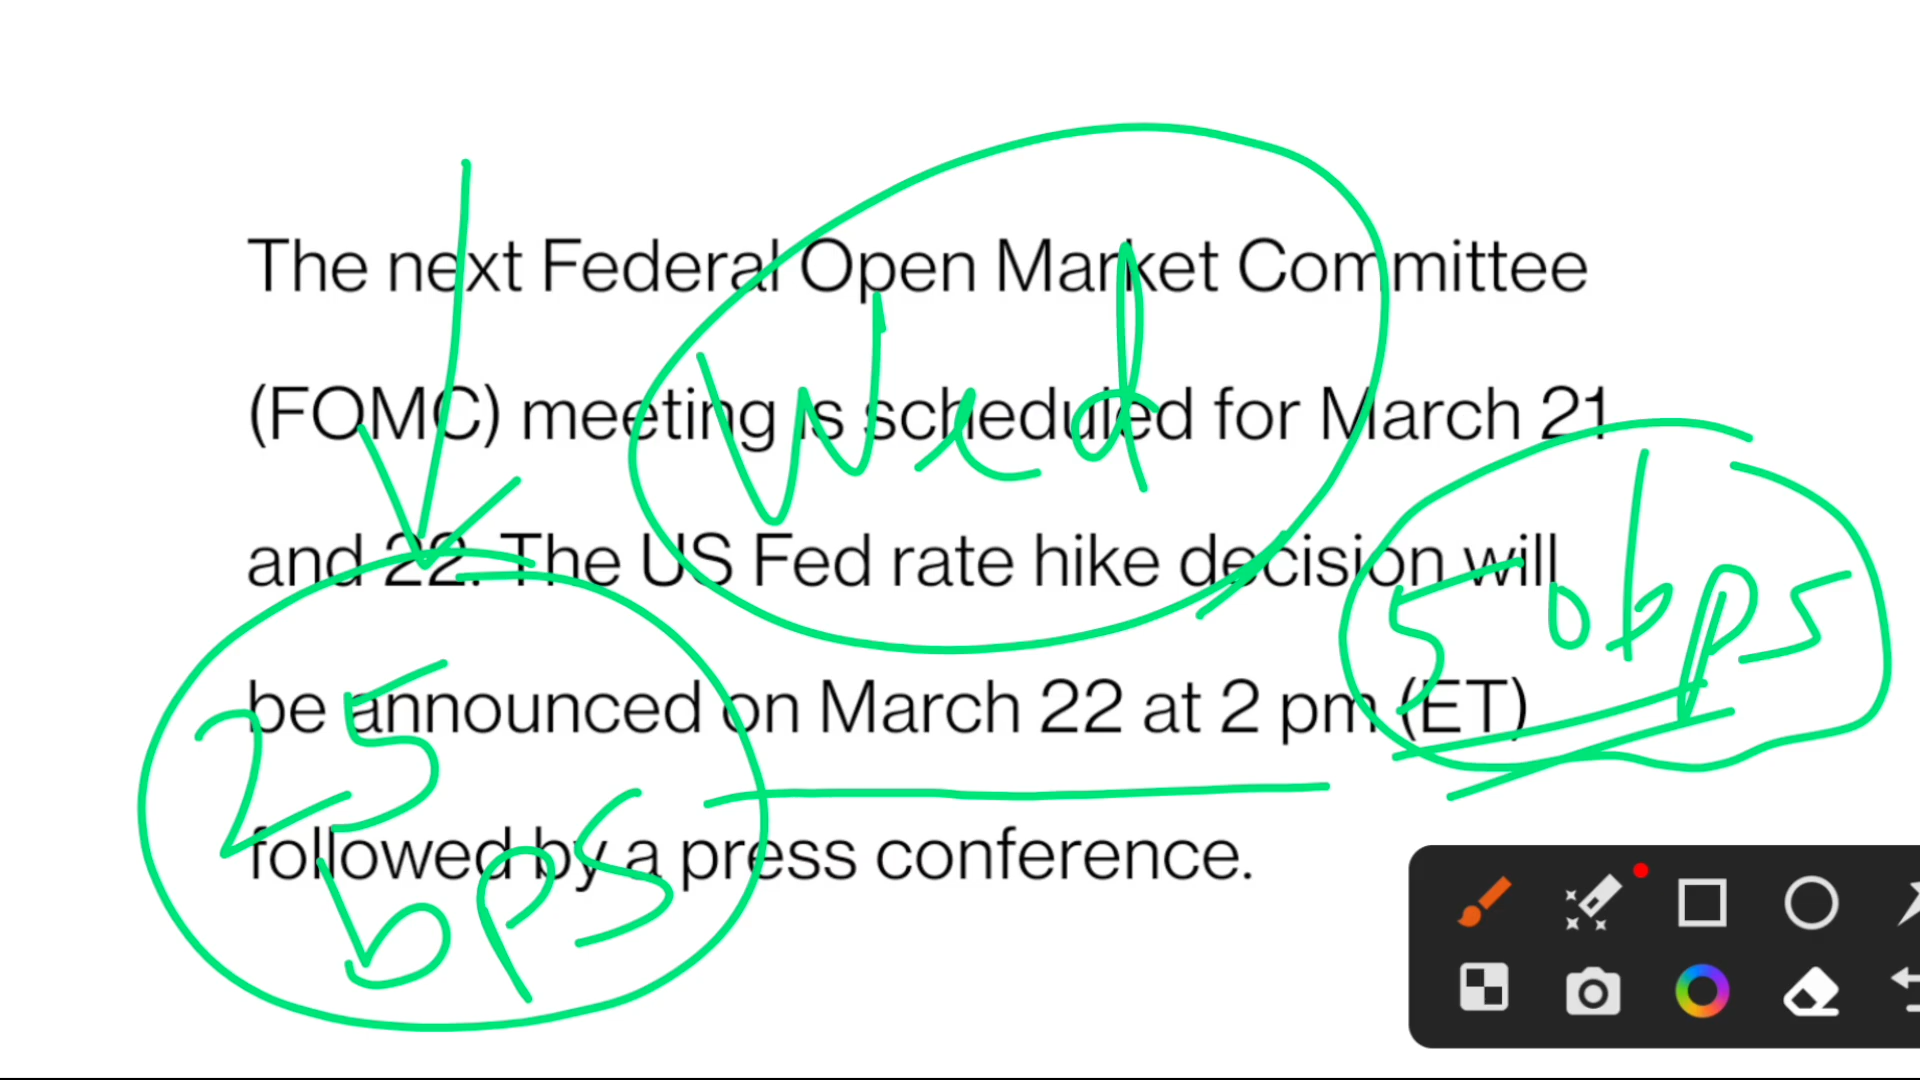 The next Federal Open Market Committee
(FOMC) meeting is scheduled for March 21
Wed
and 22. The US Fed rate hike decision will
50bps
be announced on March 22 at 2 pm (ET)
25
followed by a press conference.
bps